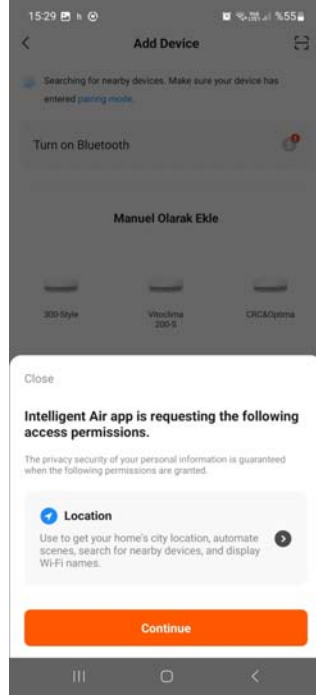 15:29 h %55
Add Device
Searching for nearby devices. Make sure your device has
entered pairing mode.
Turn on Bluetooth
Manuel Olarak Ekle
300-Style
Vitoclima
200-S
CRC&Optima
Close
Intelligent Air app is requesting the following
access permissions.
The privacy security of your personal information is guaranteed
when the following permissions are granted.
Location
Use to get your home's city location, automate
scenes, search for nearby devices, and display
Wi-Fi names.
Continue